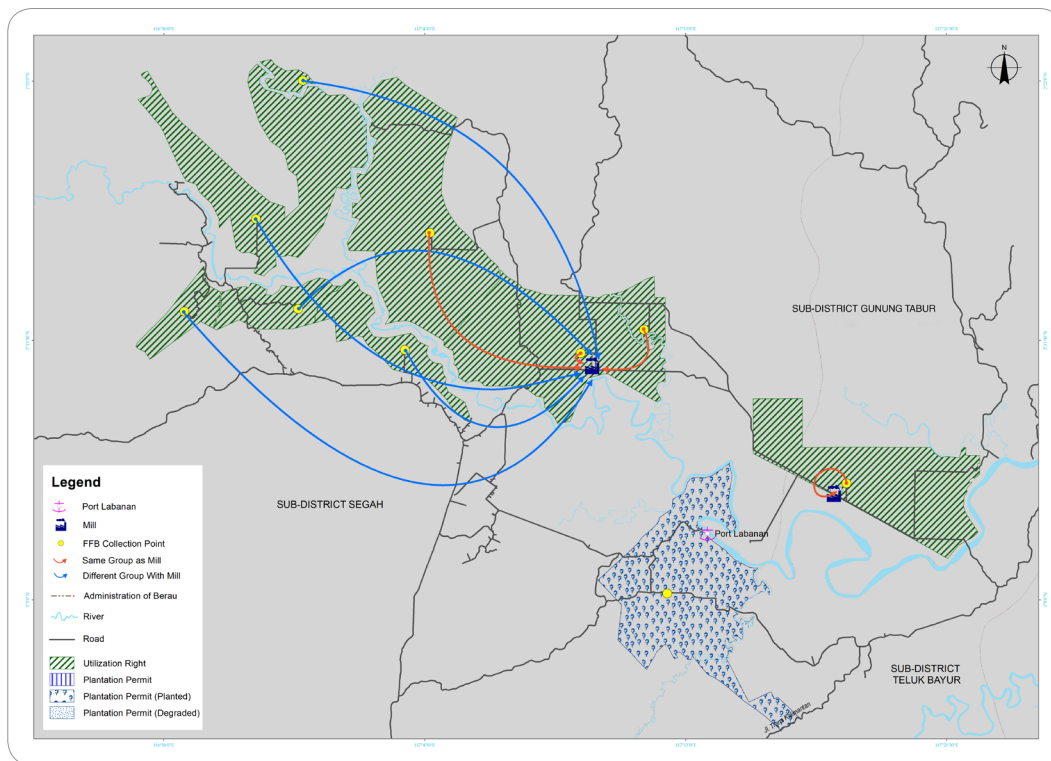 N
SUB-DISTRICT GUNUNG TABUR
SUB-DISTRICT SEGAH
Port Labanan
SUB-DISTRICT
TELUK BAYUR
Legend
Port Labanan
Mill
FFB Collection Point
Same Group as Mill
Different Group With Mill
Administration of Berau
River
Road
Utilization Right
Plantation Permit
Plantation Permit (Planted)
Plantation Permit (Degraded)